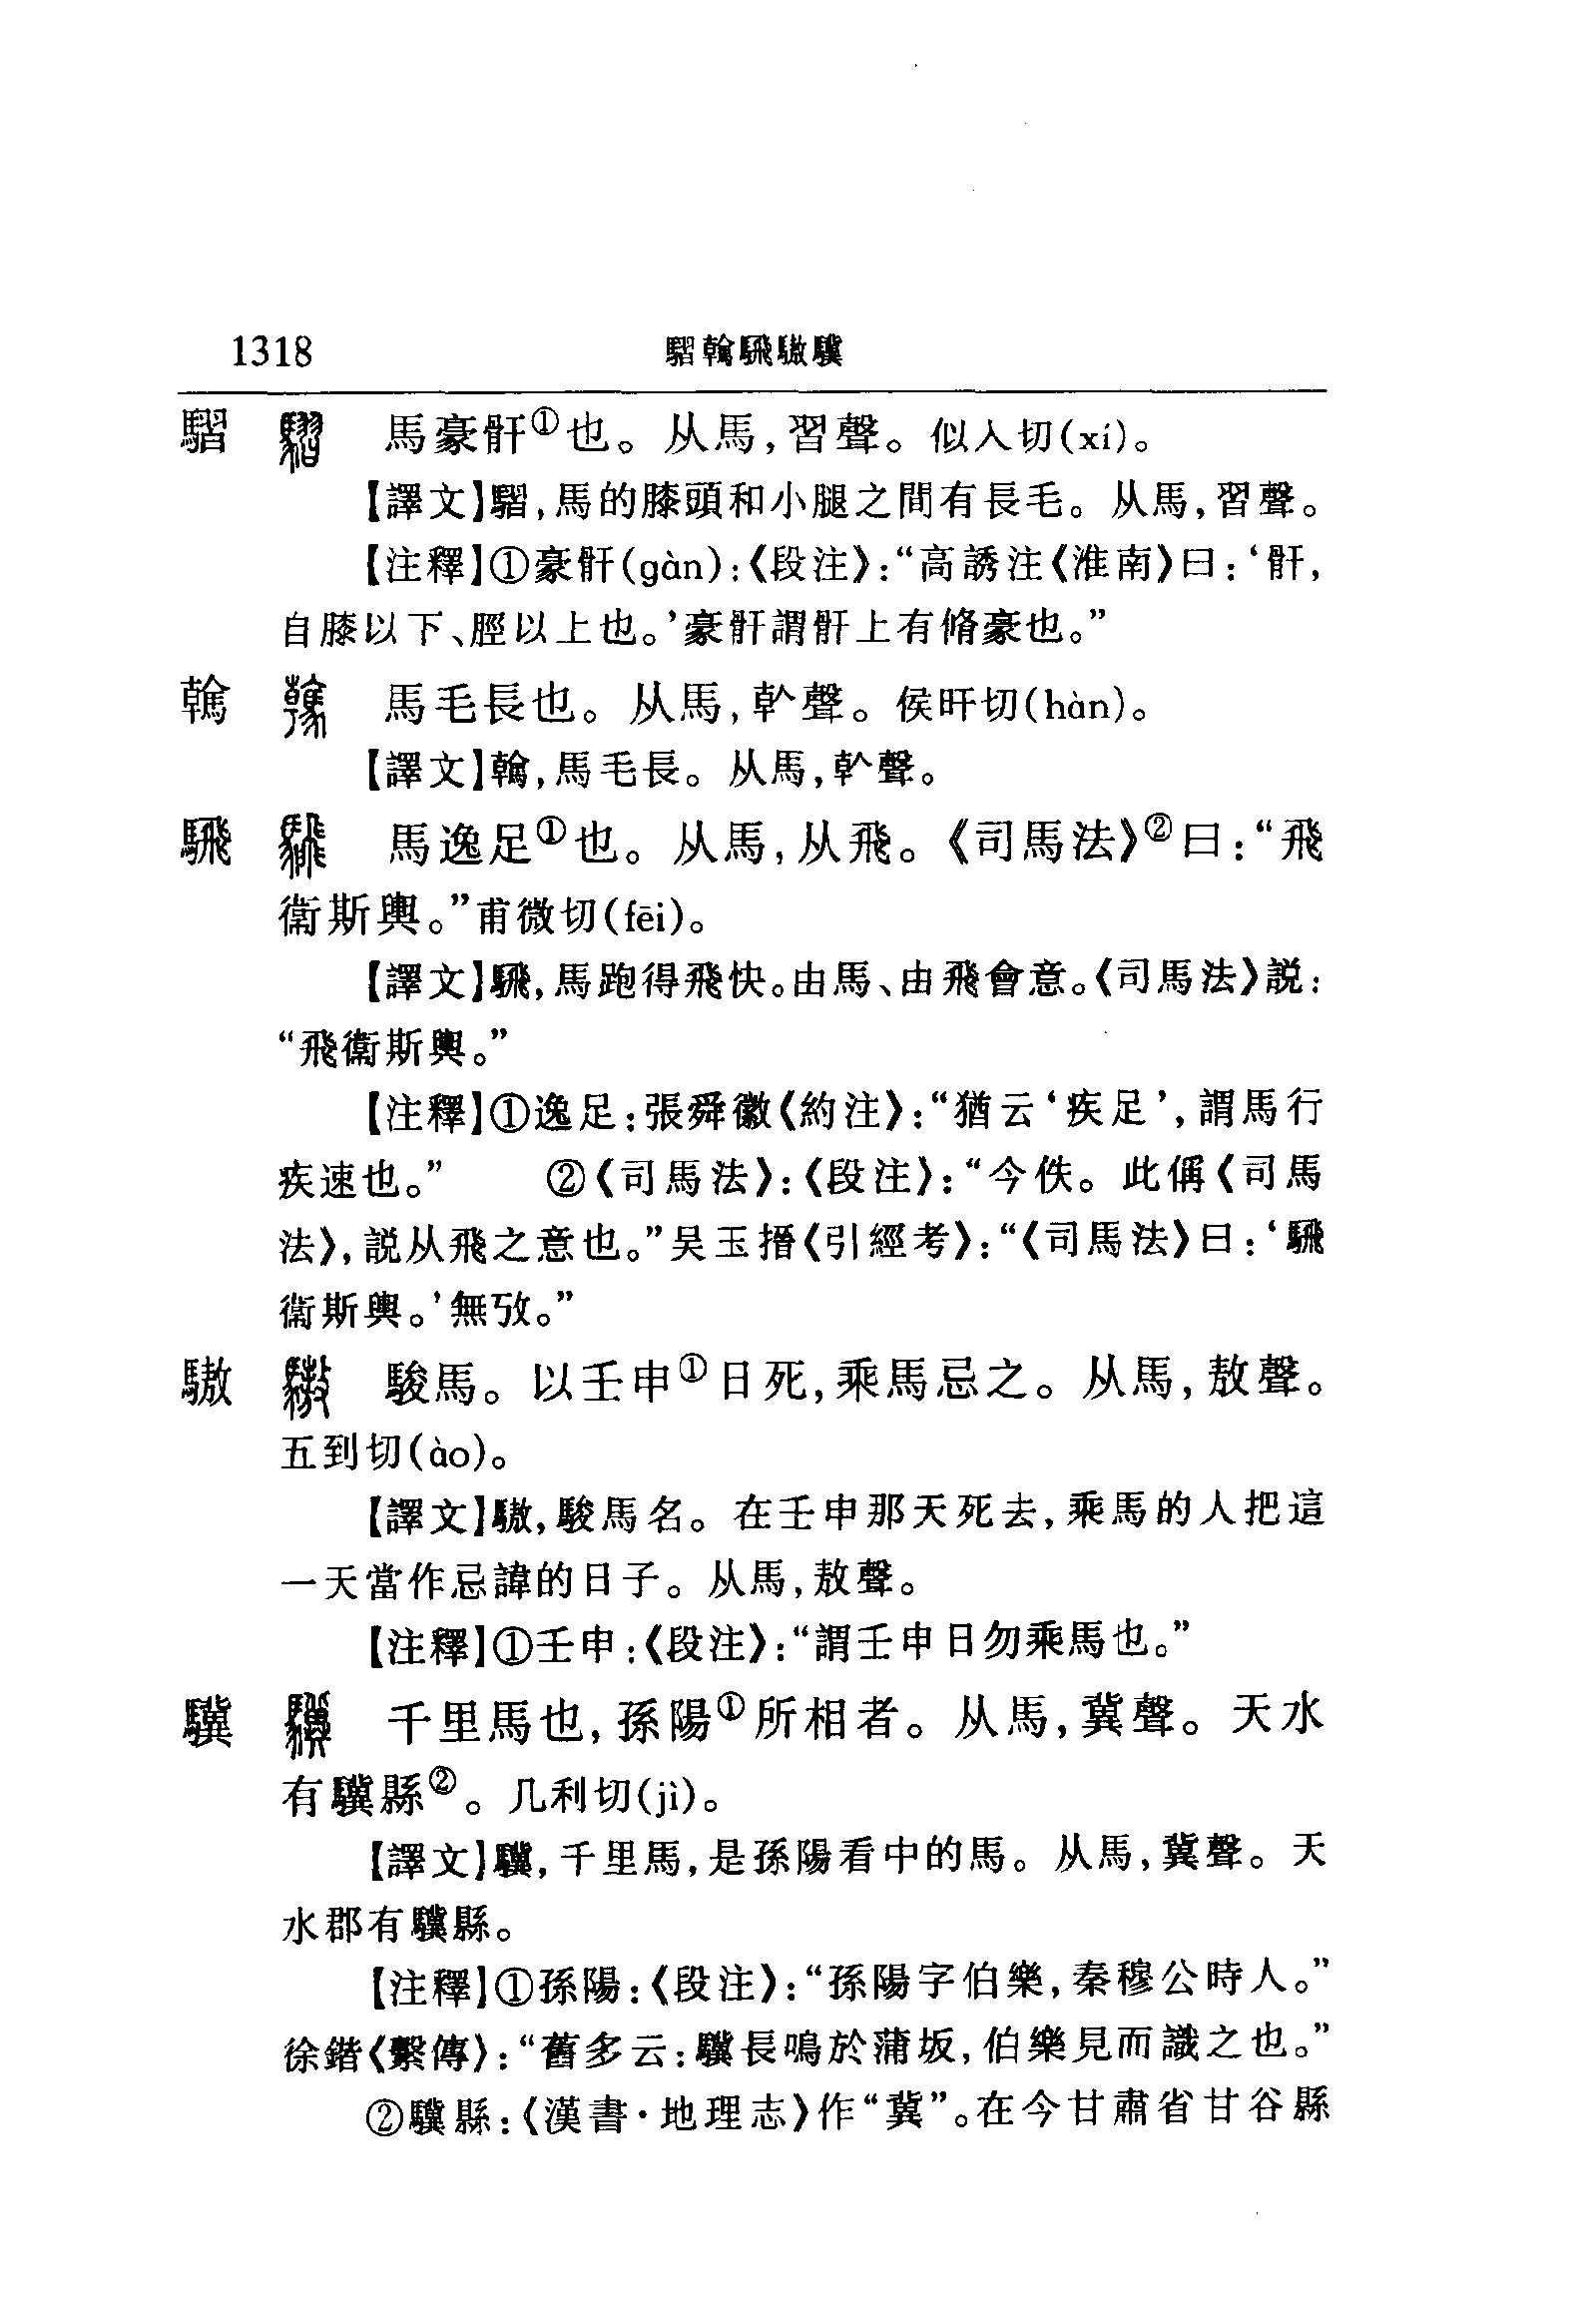 1318 騽䮧䮈驐驥
騽 馬豪骭①也。从馬,習聲。似入切(xí)。
【譯文】騽,馬的膝頭和小腿之間有長毛。从馬,習聲。
【注釋】①豪骭(gàn):《段注》:“高誘注《淮南》曰:‘骭,
自膝以下、脛以上也。’豪骭謂骭上有脩豪也。”
䮧 馬毛長也。从馬,倝聲。侯旰切(hàn)。
【譯文】䮧,馬毛長。从馬,倝聲。
馬逸足①也。从馬,从飛。《司馬法》②曰:“飛
衞斯輿。”甫微切(fēi)。
【譯文】馬跑得飛快。由馬、由飛會意。《司馬法》説:
“飛衞斯輿。”
【注釋】①逸足:張舜徽《約注》:“猶云‘疾足’,謂馬行
疾速也。” ②《司馬法》:《段注》:“今佚。此偁《司馬
法》,説从飛之意也。”吴玉搢《引經考》:“《司馬法》曰:‘
衞斯輿。’無攷。”
驁 駿馬。以壬申①日死,乘馬忌之。从馬,敖聲。
五到切(ào)。
【譯文】驁,駿馬名。在壬申那天死去,乘馬的人把這
一天當作忌諱的日子。从馬,敖聲。
【注釋】①壬申:《段注》:“謂壬申日勿乘馬也。”
驥 千里馬也,孫陽①所相者。从馬,冀聲。天水
有驥縣②。几利切(jì)。
【譯文】驥,千里馬,是孫陽看中的馬。从馬,冀聲。天
水郡有驥縣。
【注釋】①孫陽:《段注》:“孫陽字伯樂,秦穆公時人。”
徐鍇《繫傳》:“舊多云:驥長鳴於蒲坂,伯樂見而識之也。”
②驥縣:《漢書·地理志》作“冀”。在今甘肅省甘谷縣